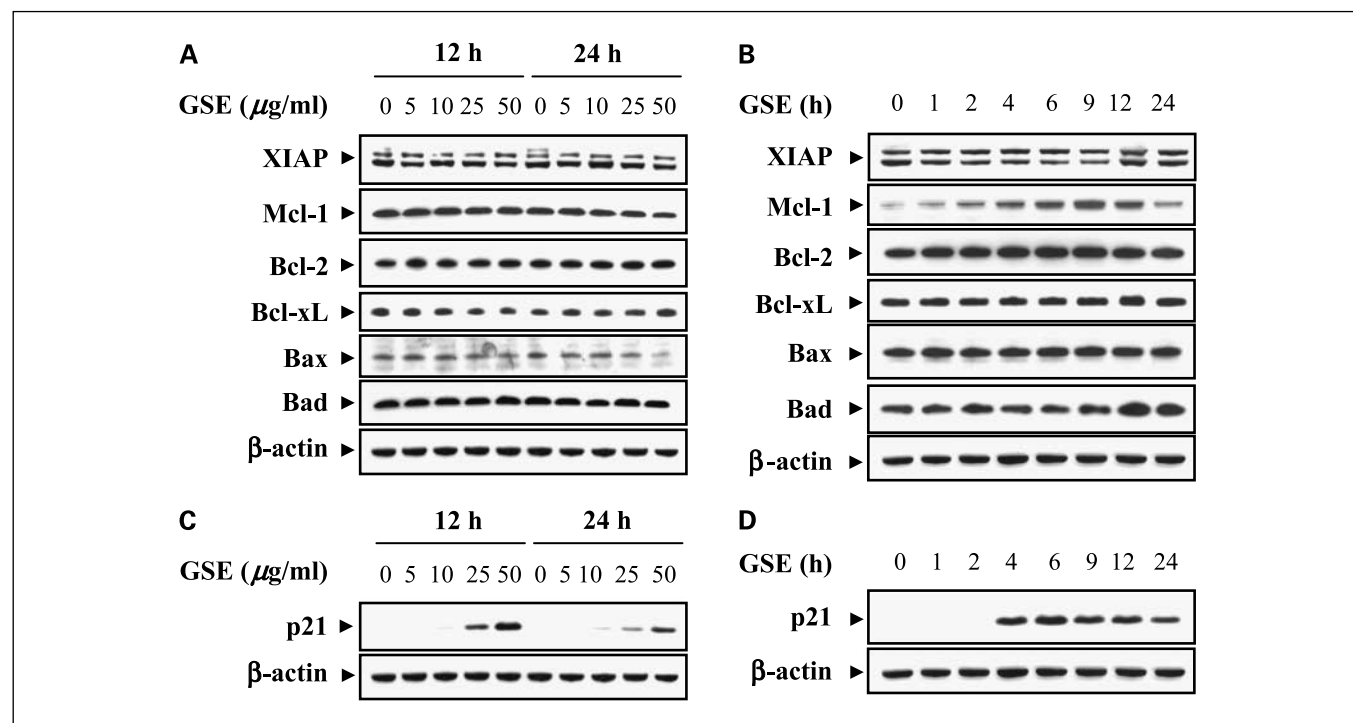 A
12 h 24 h
GSE (μg/ml) 0 5 10 25 50 0 5 10 25 50
XIAP
Mcl-1
Bcl-2
Bcl-xL
Bax
Bad
β-actin
B
GSE (h) 0 1 2 4 6 9 12 24
XIAP
Mcl-1
Bcl-2
Bcl-xL
Bax
Bad
β-actin
C
12 h 24 h
GSE (μg/ml) 0 5 10 25 50 0 5 10 25 50
p21
β-actin
D
GSE (h) 0 1 2 4 6 9 12 24
p21
β-actin